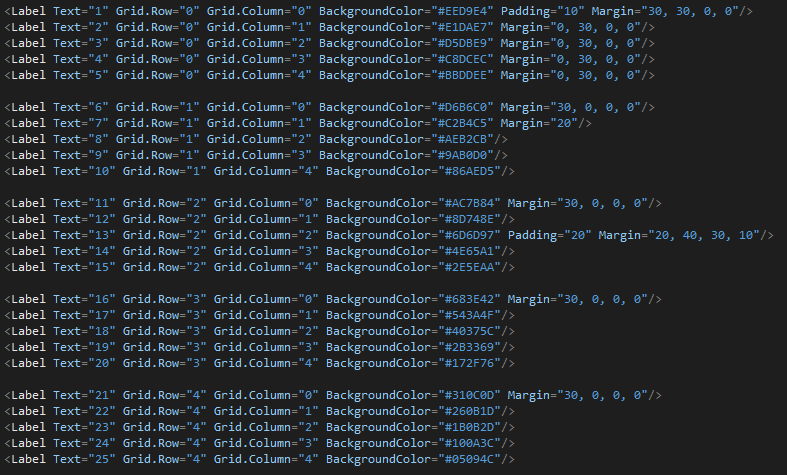 <Label Text="1" Grid.Row="0" Grid.Column="0" BackgroundColor="#EED9E4" Padding="10" Margin="30, 30, 0, 0"/>
<Label Text="2" Grid.Row="0" Grid.Column="1" BackgroundColor="#E1DAE7" Margin="0, 30, 0, 0"/>
<Label Text="3" Grid.Row="0" Grid.Column="2" BackgroundColor="#D5DBE9" Margin="0, 30, 0, 0"/>
<Label Text="4" Grid.Row="0" Grid.Column="3" BackgroundColor="#C8DCEC" Margin="0, 30, 0, 0"/>
<Label Text="5" Grid.Row="0" Grid.Column="4" BackgroundColor="#BBDDEE" Margin="0, 30, 0, 0"/>
<Label Text="6" Grid.Row="1" Grid.Column="0" BackgroundColor="#D6B6C0" Margin="30, 0, 0, 0"/>
<Label Text="7" Grid.Row="1" Grid.Column="1" BackgroundColor="#C2B4C5" Margin="20"/>
<Label Text="8" Grid.Row="1" Grid.Column="2" BackgroundColor="#AEB2CB"/>
<Label Text="9" Grid.Row="1" Grid.Column="3" BackgroundColor="#9AB0D0"/>
<Label Text="10" Grid.Row="1" Grid.Column="4" BackgroundColor="#86AED5"/>
<Label Text="11" Grid.Row="2" Grid.Column="0" BackgroundColor="#AC7B84" Margin="30, 0, 0, 0"/>
<Label Text="12" Grid.Row="2" Grid.Column="1" BackgroundColor="#8D748E"/>
<Label Text="13" Grid.Row="2" Grid.Column="2" BackgroundColor="#6D6D97" Padding="20" Margin="20, 40, 30, 10"/>
<Label Text="14" Grid.Row="2" Grid.Column="3" BackgroundColor="#4E65A1"/>
<Label Text="15" Grid.Row="2" Grid.Column="4" BackgroundColor="#2E5EAA"/>
<Label Text="16" Grid.Row="3" Grid.Column="0" BackgroundColor="#683E42" Margin="30, 0, 0, 0"/>
<Label Text="17" Grid.Row="3" Grid.Column="1" BackgroundColor="#543A4F"/>
<Label Text="18" Grid.Row="3" Grid.Column="2" BackgroundColor="#40375C"/>
<Label Text="19" Grid.Row="3" Grid.Column="3" BackgroundColor="#2B3369"/>
<Label Text="20" Grid.Row="3" Grid.Column="4" BackgroundColor="#172F76"/>
<Label Text="21" Grid.Row="4" Grid.Column="0" BackgroundColor="#310C0D" Margin="30, 0, 0, 0"/>
<Label Text="22" Grid.Row="4" Grid.Column="1" BackgroundColor="#260B1D"/>
<Label Text="23" Grid.Row="4" Grid.Column="2" BackgroundColor="#1B0B2D"/>
<Label Text="24" Grid.Row="4" Grid.Column="3" BackgroundColor="#100A3C"/>
<Label Text="25" Grid.Row="4" Grid.Column="4" BackgroundColor="#05094C"/>